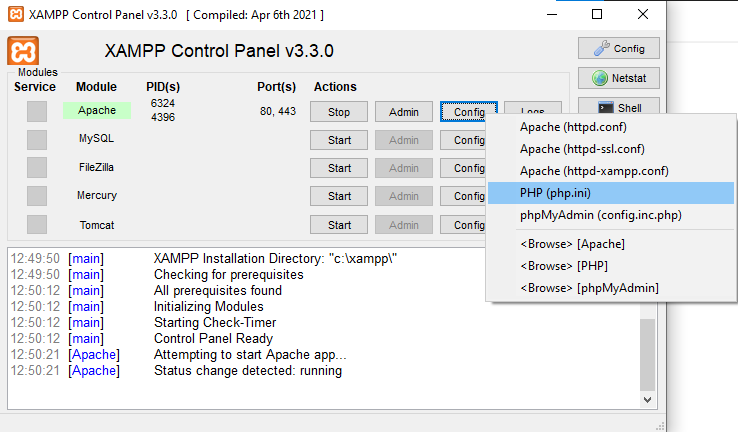 XAMPP Control Panel v3.3.0 [ Compiled: Apr 6th 2021 ]
XAMPP Control Panel v3.3.0
Config
Modules
Service Module PID(s) Port(s) Actions
Netstat
Apache 6324 4396 80, 443 Stop Admin Config Logs
Shell
MySQL Start Admin Config
FileZilla Start Admin Config
Mercury Start Admin Config
Tomcat Start Admin Config
Apache (httpd.conf)
Apache (httpd-ssl.conf)
Apache (httpd-xampp.conf)
PHP (php.ini)
phpMyAdmin (config.inc.php)
<Browse> [Apache]
<Browse> [PHP]
<Browse> [phpMyAdmin]
12:49:50 [main] XAMPP Installation Directory: "c:\xampp\"
12:49:50 [main] Checking for prerequisites
12:50:12 [main] All prerequisites found
12:50:12 [main] Initializing Modules
12:50:12 [main] Starting Check-Timer
12:50:12 [main] Control Panel Ready
12:50:21 [Apache] Attempting to start Apache app...
12:50:21 [Apache] Status change detected: running